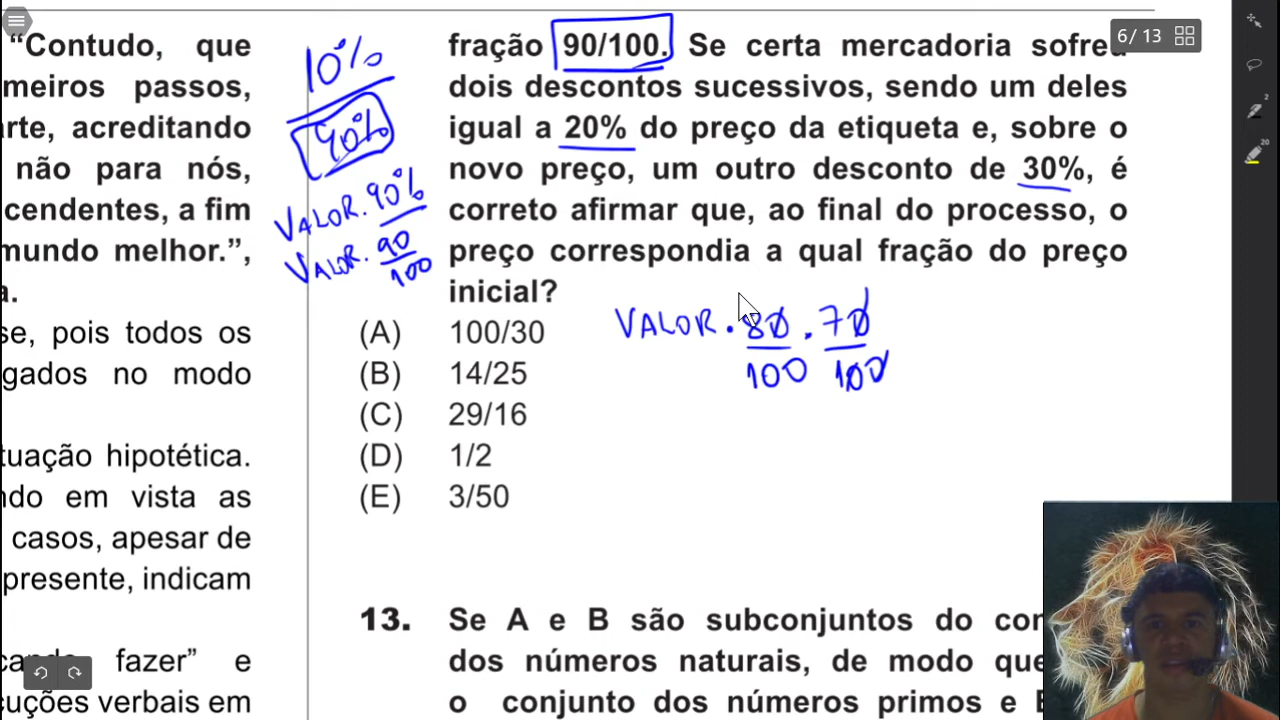 6 / 13
“Contudo, que
meiros passos,
arte, acreditando
não para nós,
cendentes, a fim
mundo melhor.”,
a.
se, pois todos os
gados no modo
tuação hipotética.
ndo em vista as
casos, apesar de
presente, indicam
fazer” e
cuções verbais em
10%
90%
VALOR. 90%
VALOR. 90
100
fração 90/100. Se certa mercadoria sofreu
dois descontos sucessivos, sendo um deles
igual a 20% do preço da etiqueta e, sobre o
novo preço, um outro desconto de 30%, é
correto afirmar que, ao final do processo, o
preço correspondia a qual fração do preço
inicial?
(A) 100/30
(B) 14/25
(C) 29/16
(D) 1/2
(E) 3/50
VALOR . 80 . 70
100 100
13. Se A e B são subconjuntos do con
dos números naturais, de modo que
o conjunto dos números primos e B